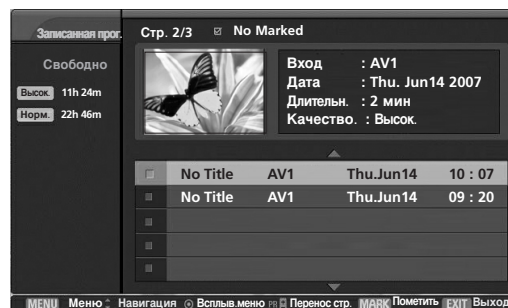 Записанная прог.
Стр. 2/3 No Marked
Свободно
Высок. 11h 24m
Норм. 22h 46m
Вход : AV1
Дата : Thu. Jun14 2007
Длительн. : 2 мин
Качество. : Высок.
No Title AV1 Thu.Jun14 10 : 07
No Title AV1 Thu.Jun14 09 : 20
MENU Меню Навигация Всплыв.меню PR Перенос стр. MARK Пометить EXIT Выход